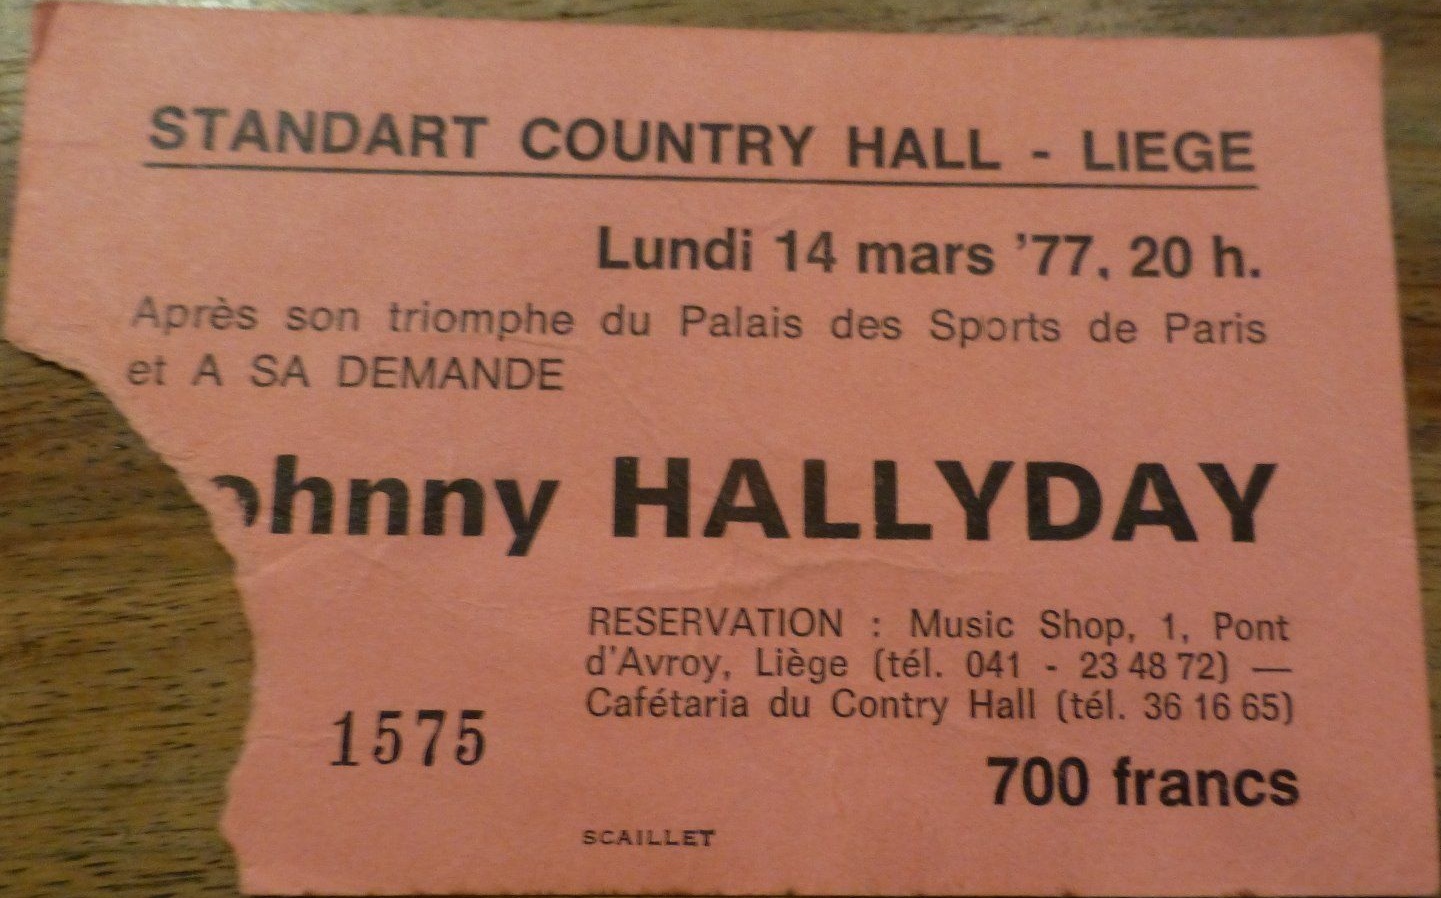 STANDART COUNTRY HALL - LIEGE
Lundi 14 mars '77, 20 h.
Après son triomphe du Palais des Sports de Paris
et A SA DEMANDE
ohnny HALLYDAY
RESERVATION : Music Shop, 1, Pont
d'Avroy, Liège (tél. 041 - 23 48 72) —
Cafétaria du Contry Hall (tél. 36 16 65)
1575
700 francs
SCAILLET